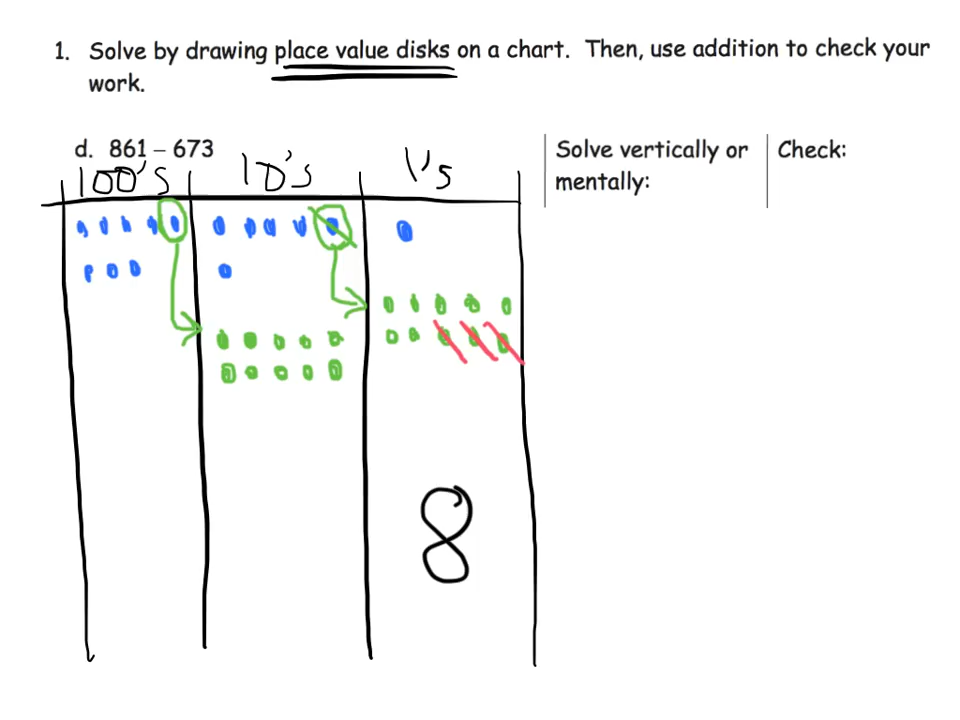 1. Solve by drawing place value disks on a chart. Then, use addition to check your
work.
d. 861 – 673
Solve vertically or
mentally:
Check:
100's 10's 1's
8